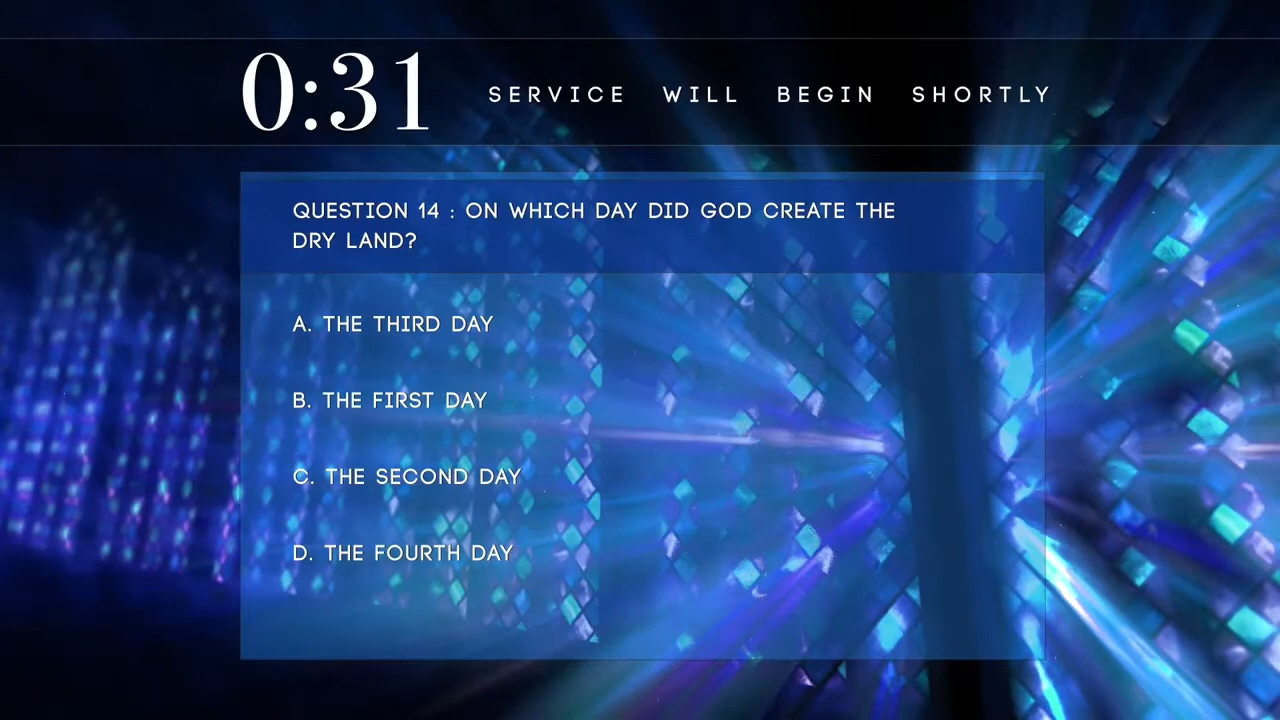 0:31 SERVICE WILL BEGIN SHORTLY
QUESTION 14 : ON WHICH DAY DID GOD CREATE THE
DRY LAND?
A. THE THIRD DAY
B. THE FIRST DAY
C. THE SECOND DAY
D. THE FOURTH DAY